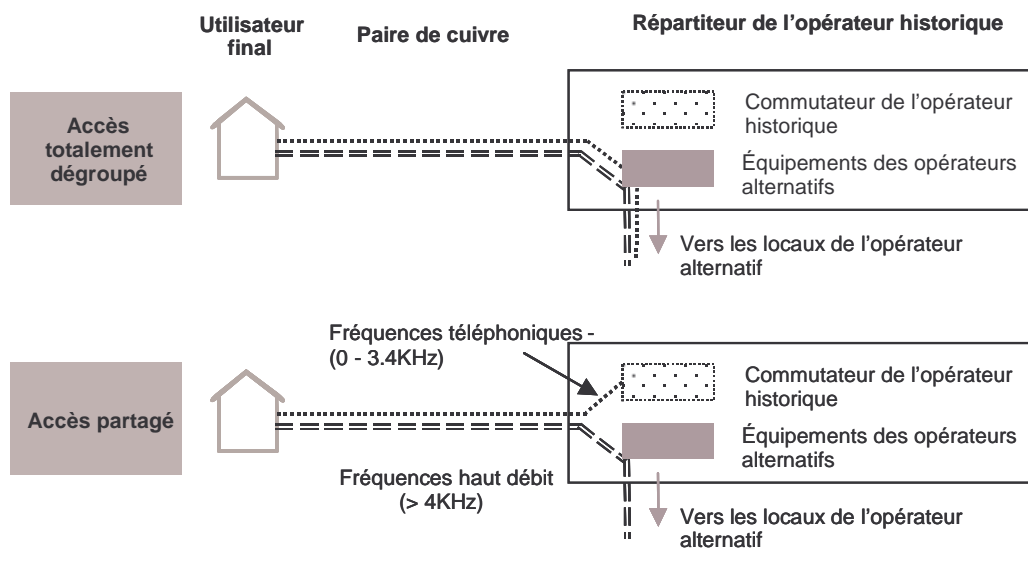 Utilisateur
final
Paire de cuivre
Répartiteur de l'opérateur historique
Accès
totalement
dégroupé
Commutateur de l'opérateur
historique
Équipements des opérateurs
alternatifs
Vers les locaux de l'opérateur
alternatif
Fréquences téléphoniques -
(0 - 3.4KHz)
Accès partagé
Commutateur de l'opérateur
historique
Équipements des opérateurs
alternatifs
Fréquences haut débit
(> 4KHz)
Vers les locaux de l'opérateur
alternatif